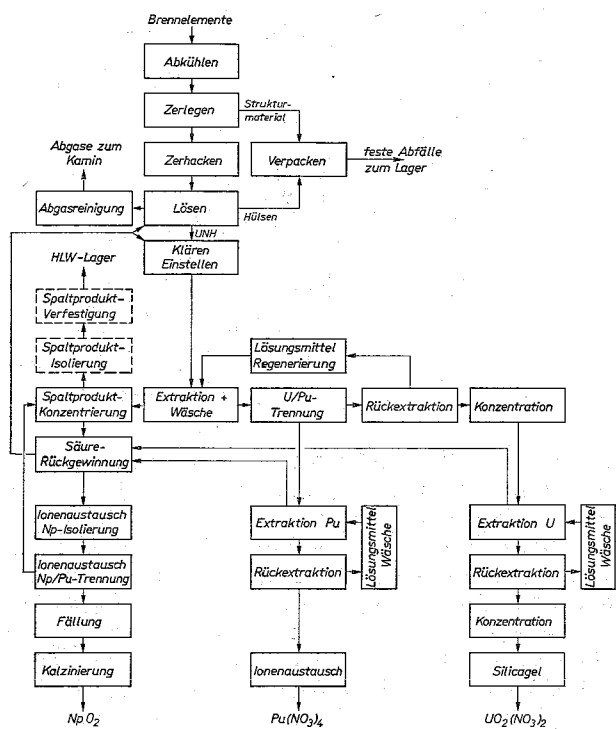 Brennelemente
Abkühlen
Zerlegen
Struktur-
material
Abgase zum
Kamin
Zerhacken
Verpacken
feste Abfälle
zum Lager
Abgasreinigung
Lösen
Hülsen
UNH
Klären
Einstellen
HLW-Lager
Spaltprodukt-
Verfestigung
Spaltprodukt-
Isolierung
Lösungsmittel
Regenerierung
Spaltprodukt-
Konzentrierung
Extraktion +
Wäsche
U/Pu-
Trennung
Rückextraktion
Konzentration
Säure-
Rückgewinnung
Ionenaustausch
Np-Isolierung
Extraktion Pu
Lösungsmittel
Wäsche
Extraktion U
Lösungsmittel
Wäsche
Ionenaustausch
Np/Pu-Trennung
Rückextraktion
Rückextraktion
Fällung
Konzentration
Kalzinierung
Ionenaustausch
Silicagel
NpO2
Pu(NO3)4
UO2(NO3)2